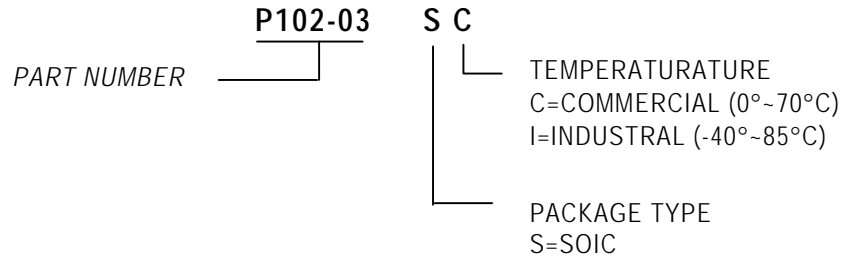 P102-03 S C
PART NUMBER
TEMPERATURATURE
C=COMMERCIAL (0°~70°C)
I=INDUSTRAL (-40°~85°C)
PACKAGE TYPE
S=SOIC